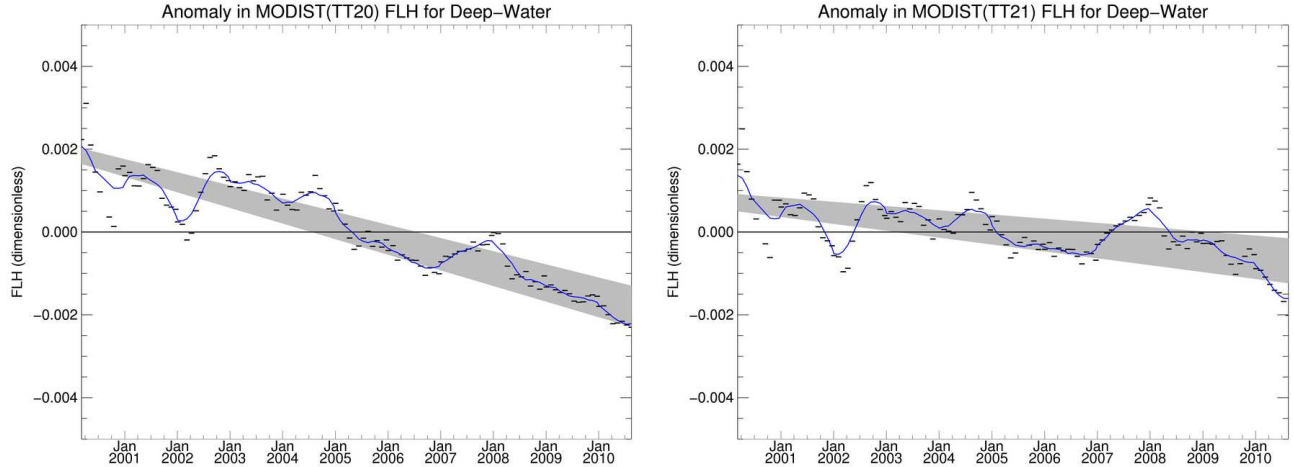 Anomaly in MODIST(TT20) FLH for Deep−Water
FLH (dimensionless)
0.004
0.002
0.000
−0.002
−0.004
Jan Jan Jan Jan Jan Jan Jan Jan Jan Jan
2001 2002 2003 2004 2005 2006 2007 2008 2009 2010
Anomaly in MODIST(TT21) FLH for Deep−Water
FLH (dimensionless)
0.004
0.002
0.000
−0.002
−0.004
Jan Jan Jan Jan Jan Jan Jan Jan Jan Jan
2001 2002 2003 2004 2005 2006 2007 2008 2009 2010